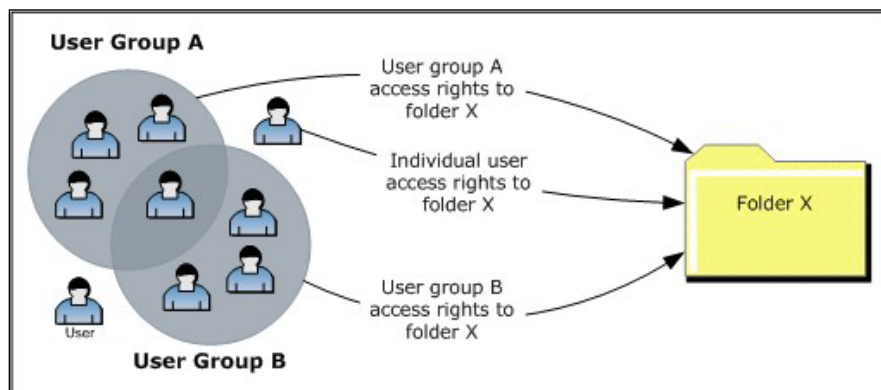 User Group A
User group A
access rights to
folder X
Individual user
access rights to
folder X
Folder X
User group B
access rights to
folder X
User
User Group B